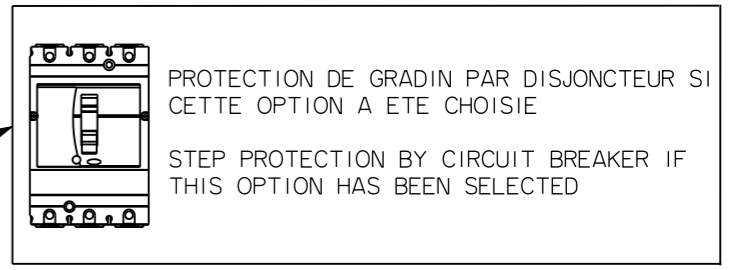 PROTECTION DE GRADIN PAR DISJONCTEUR SI
CETTE OPTION A ETE CHOISIE
STEP PROTECTION BY CIRCUIT BREAKER IF
THIS OPTION HAS BEEN SELECTED